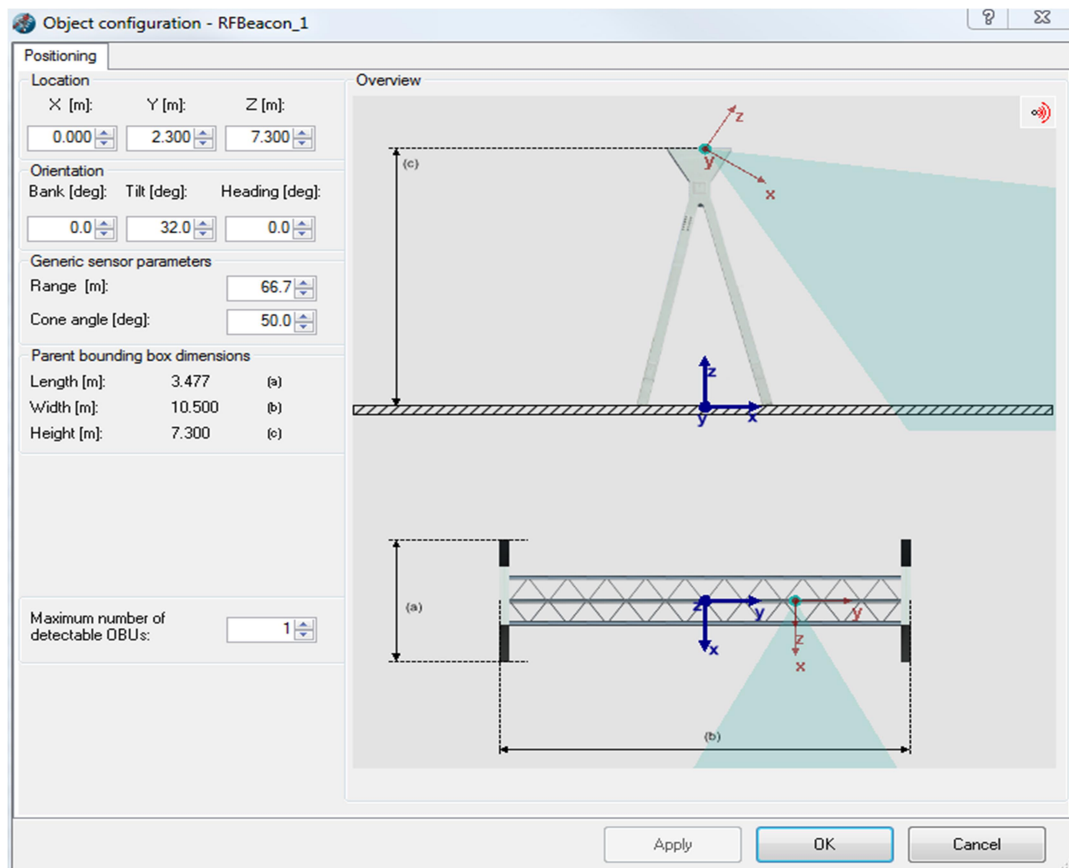 Object configuration - RFBeacon_1
Positioning
Location
X [m]: Y [m]: Z [m]:
0.000 2.300 7.300
Orientation
Bank [deg]: Tilt [deg]: Heading [deg]:
0.0 32.0 0.0
Generic sensor parameters
Range [m]: 66.7
Cone angle [deg]: 50.0
Parent bounding box dimensions
Length [m]: 3.477 (a)
Width [m]: 10.500 (b)
Height [m]: 7.300 (c)
Maximum number of
detectable OBUs: 1
Overview
z
(c)
y
x
z
y
x
(a)
z
y
y
x
z
x
(b)
Apply OK Cancel